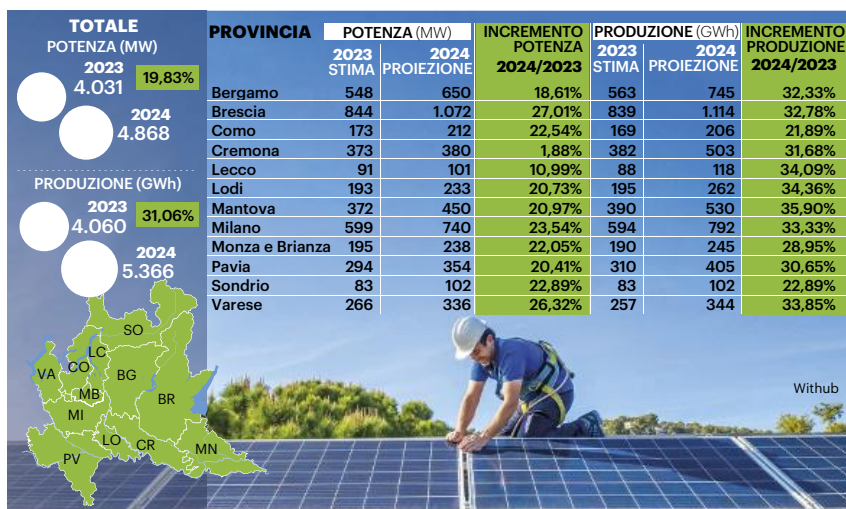 TOTALE
POTENZA (MW)
2023
4.031
19,83%
2024
4.868
PRODUZIONE (GWh)
2023
4.060
31,06%
2024
5.366
PROVINCIA POTENZA (MW) INCREMENTO POTENZA 2024/2023 PRODUZIONE (GWh) INCREMENTO PRODUZIONE 2024/2023
2023 STIMA 2024 PROIEZIONE 2023 STIMA 2024 PROIEZIONE
Bergamo 548 650 18,61% 563 745 32,33%
Brescia 844 1.072 27,01% 839 1.114 32,78%
Como 173 212 22,54% 169 206 21,89%
Cremona 373 380 1,88% 382 503 31,68%
Lecco 91 101 10,99% 88 118 34,09%
Lodi 193 233 20,73% 195 262 34,36%
Mantova 372 450 20,97% 390 530 35,90%
Milano 599 740 23,54% 594 792 33,33%
Monza e Brianza 195 238 22,05% 190 245 28,95%
Pavia 294 354 20,41% 310 405 30,65%
Sondrio 83 102 22,89% 83 102 22,89%
Varese 266 336 26,32% 257 344 33,85%
SO
LC
CO
VA
BG
MB
BR
MI
LO
CR
MN
PV
Withub